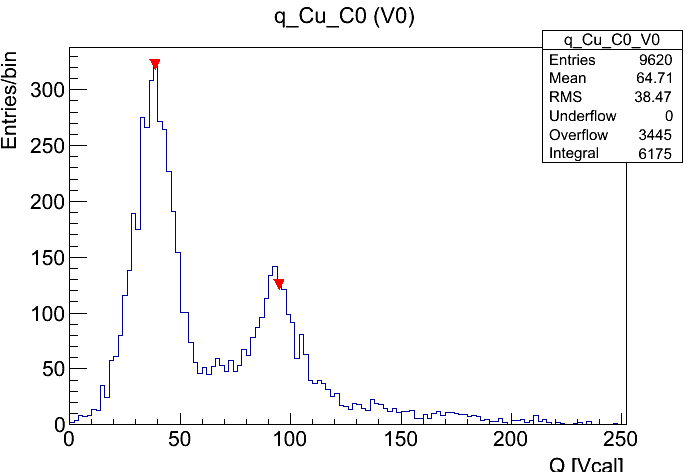 q_Cu_C0 (V0)
q_Cu_C0_V0
Entries 9620
Mean 64.71
RMS 38.47
Underflow 0
Overflow 3445
Integral 6175
Entries/bin
300
250
200
150
100
50
0
0 50 100 150 200 250
Q [Vcal]